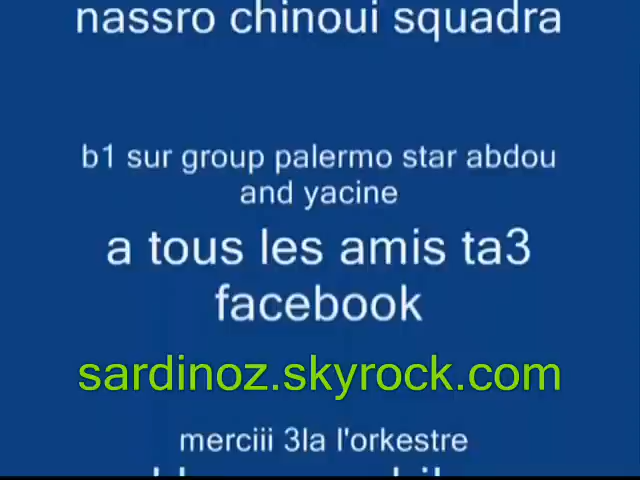 nassro chinoui squadra
b1 sur group palermo star abdou
and yacine
a tous les amis ta3
facebook
sardinoz.skyrock.com
merciii 3la l'orkestre